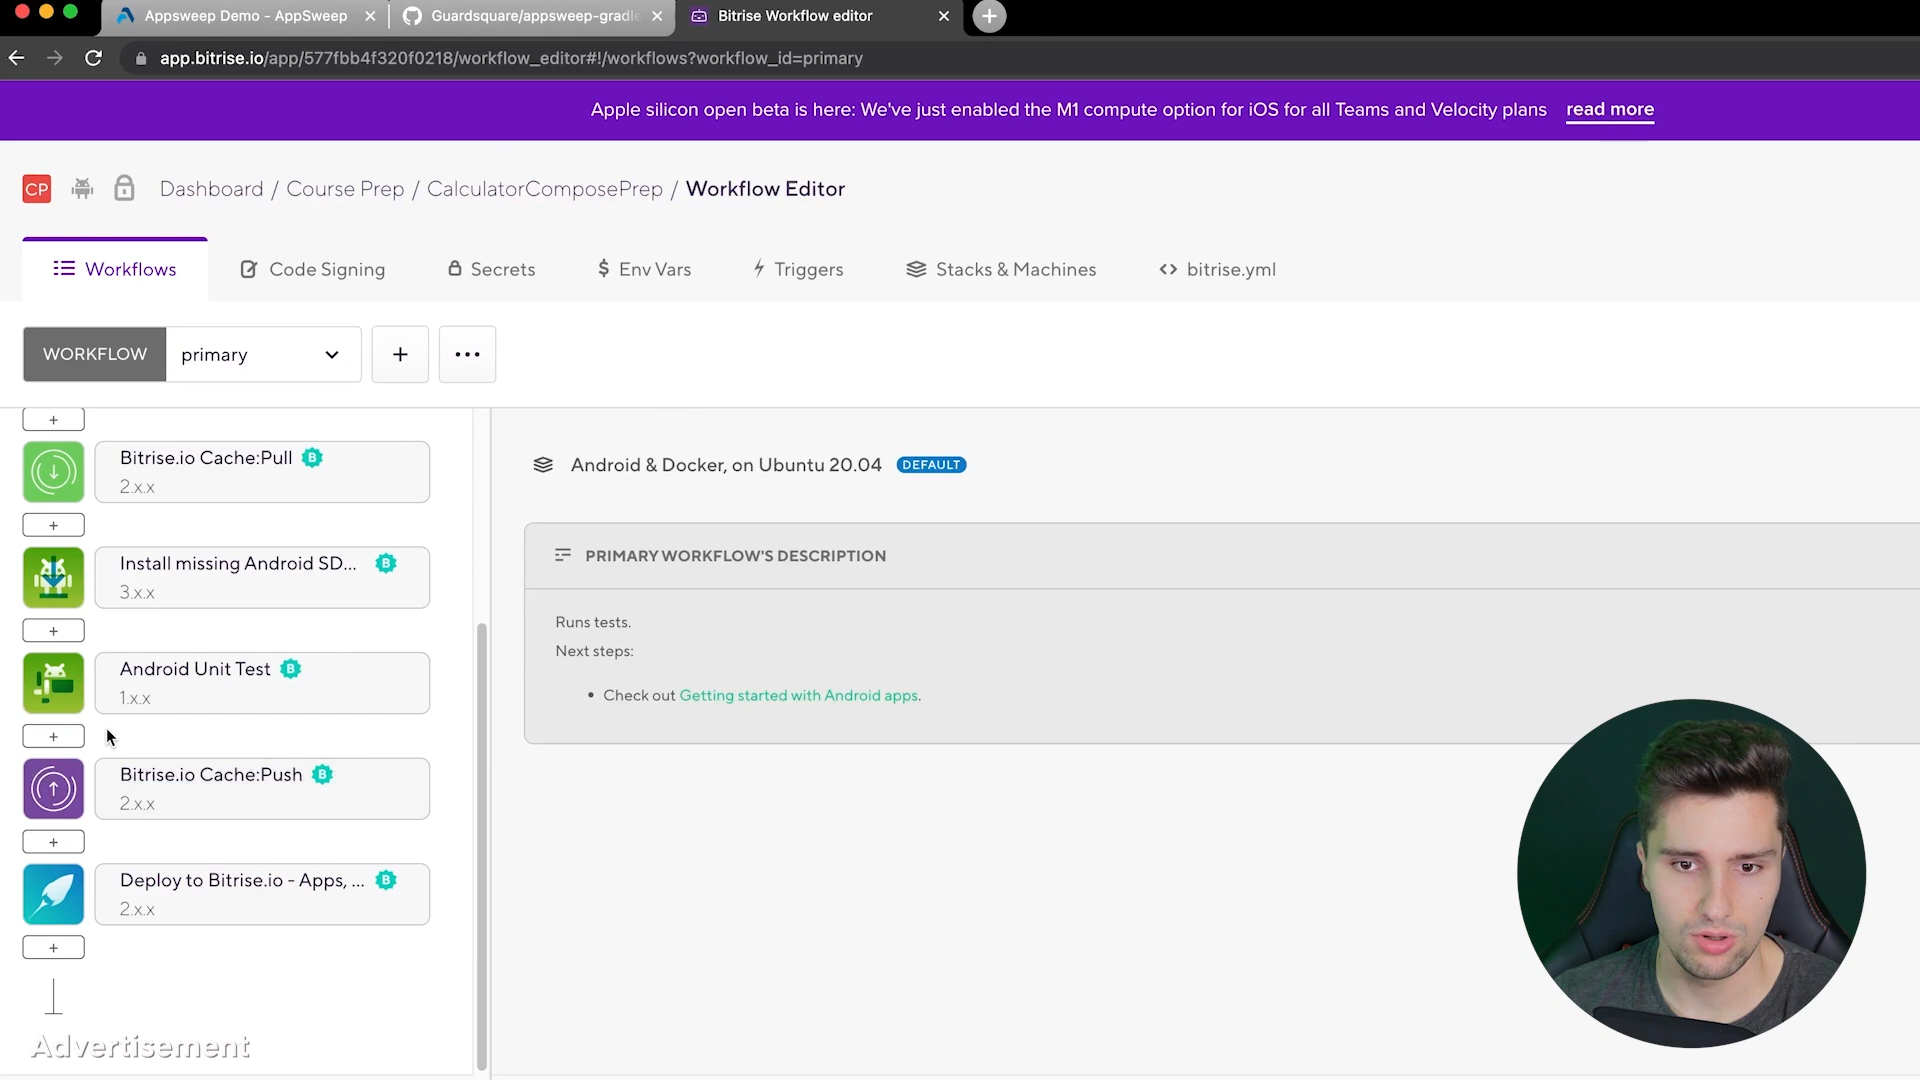 Appsweep Demo - AppSweep
Guardsquare/appsweep-gradle
Bitrise Workflow editor
app.bitrise.io/app/577fbb4f320f0218/workflow_editor#!/workflows?workflow_id=primary
Apple silicon open beta is here: We've just enabled the M1 compute option for iOS for all Teams and Velocity plans read more
CP Dashboard / Course Prep / CalculatorComposePrep / Workflow Editor
Workflows
Code Signing
Secrets
$ Env Vars
Triggers
Stacks & Machines
<> bitrise.yml
WORKFLOW primary + ...
+
Bitrise.io Cache:Pull B
2.x.x
+
Install missing Android SD... B
3.x.x
+
Android Unit Test B
1.x.x
+
Bitrise.io Cache:Push B
2.x.x
+
Deploy to Bitrise.io - Apps, ... B
2.x.x
+
Android & Docker, on Ubuntu 20.04 DEFAULT
PRIMARY WORKFLOW'S DESCRIPTION
Runs tests.
Next steps:
• Check out Getting started with Android apps.
Advertisement